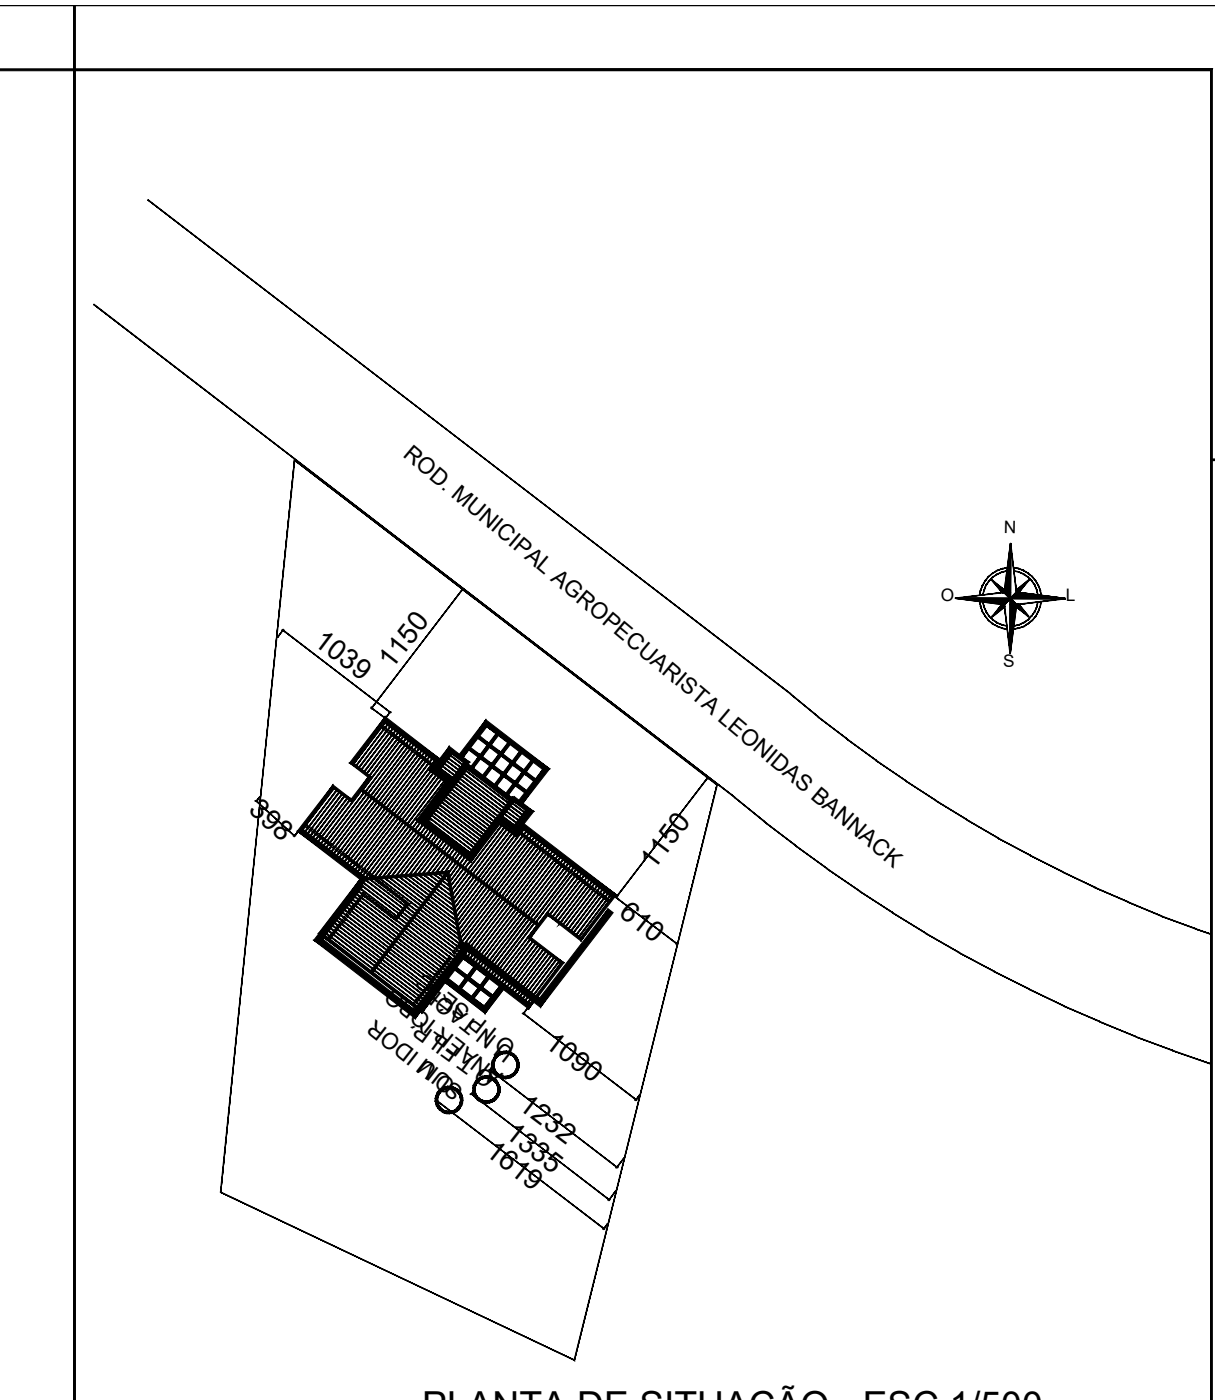 ROD. MUNICIPAL AGROPECUARISTA LEONIDAS BANNACK
N
O
L
S
1150
1039
398
1150
610
1090
1232
1335
1619
PLANTA DE SITUAÇÃO - ESC 1/500